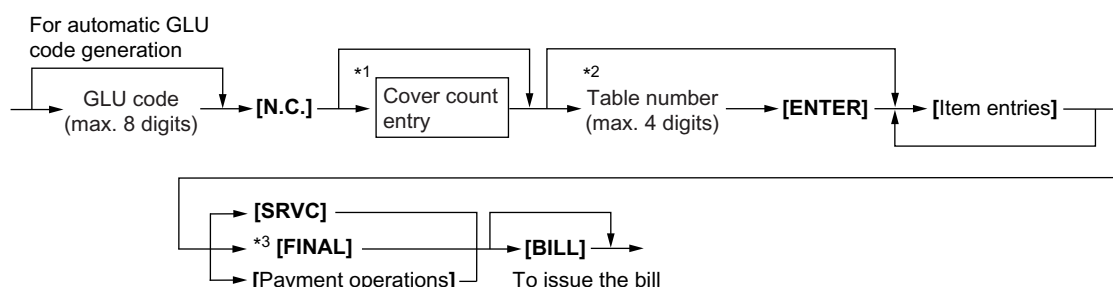 For automatic GLU
code generation
GLU code
(max. 8 digits)
[N.C.]
*1
Cover count
entry
*2
Table number
(max. 4 digits)
[ENTER]
[Item entries]
[SRVC]
*3 [FINAL]
[Payment operations]
[BILL]
To issue the bill